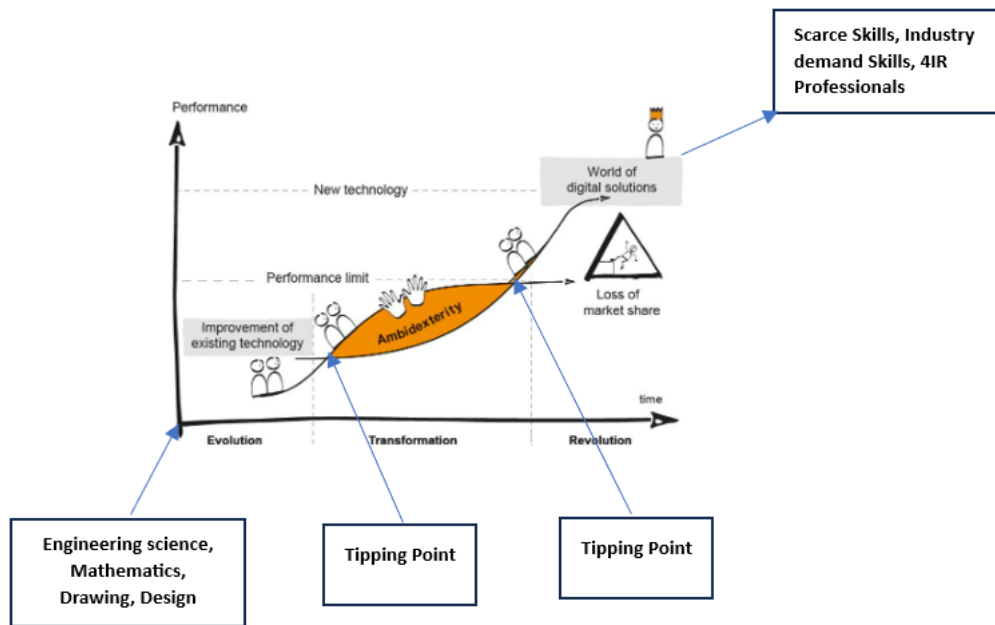 Scarce Skills, Industry
demand Skills, 4IR
Professionals
Performance
World of
digital solutions
New technology
Performance limit
Loss of
market share
Ambidexterity
Improvement of
existing technology
time
Evolution
Transformation
Revolution
Engineering science,
Mathematics,
Drawing, Design
Tipping Point
Tipping Point